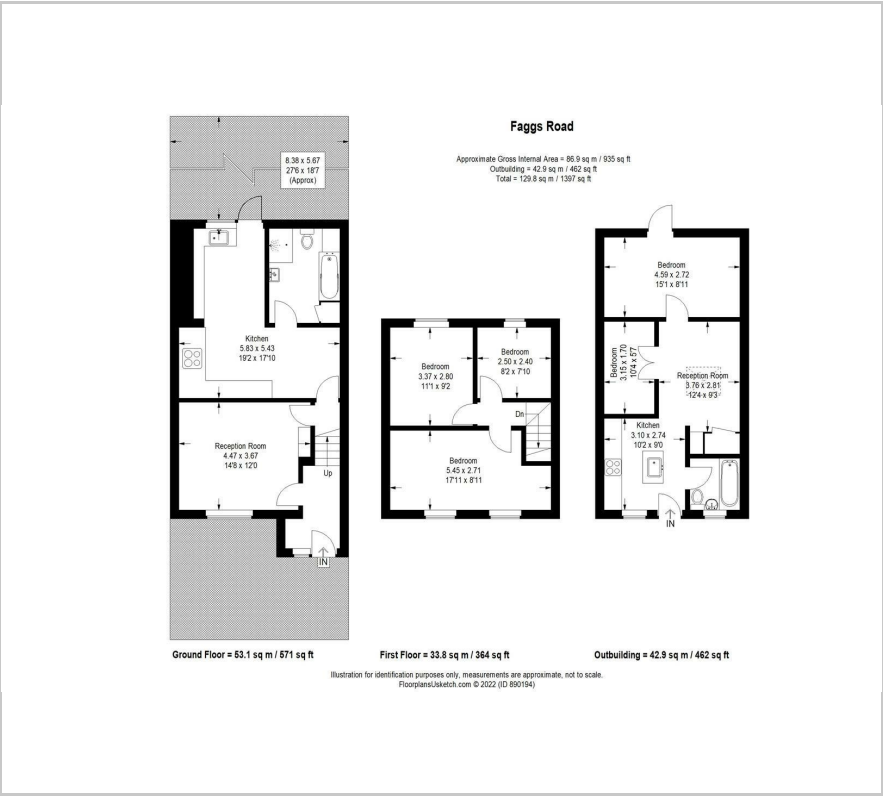 Faggs Road
Approximate Gross Internal Area = 86.9 sq m / 935 sq ft
Outbuilding = 42.9 sq m / 462 sq ft
Total = 129.8 sq m / 1397 sq ft
8.38 x 5.67
27'6 x 18'7
(Approx)
Kitchen
5.83 x 5.43
19'2 x 17'10
Reception Room
4.47 x 3.67
14'8 x 12'0
Up
IN
Bedroom
3.37 x 2.80
11'1 x 9'2
Bedroom
2.50 x 2.40
8'2 x 7'10
Dn
Bedroom
5.45 x 2.71
17'11 x 8'11
Bedroom
4.59 x 2.72
15'1 x 8'11
Bedroom
3.15 x 1.70
10'4 x 5'7
Reception Room
3.76 x 2.81
12'4 x 9'3
Kitchen
3.10 x 2.74
10'2 x 9'0
IN
Ground Floor = 53.1 sq m / 571 sq ft
First Floor = 33.8 sq m / 364 sq ft
Outbuilding = 42.9 sq m / 462 sq ft
Illustration for identification purposes only, measurements are approximate, not to scale.
FloorplansUsketch.com © 2022 (ID 890194)